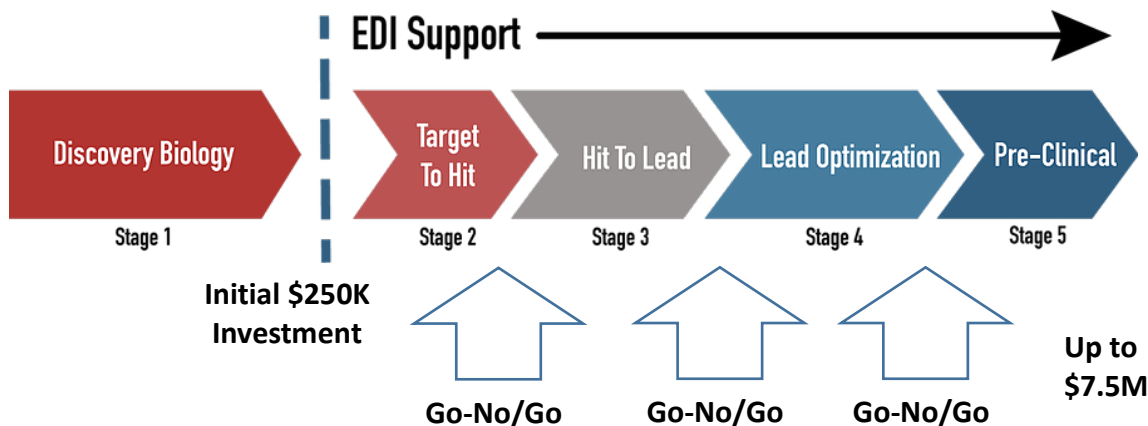 EDI Support
Discovery Biology
Target
To Hit
Hit To Lead
Lead Optimization
Pre-Clinical
Stage 1
Stage 2
Stage 3
Stage 4
Stage 5
Initial $250K
Investment
Up to
$7.5M
Go-No/Go
Go-No/Go
Go-No/Go